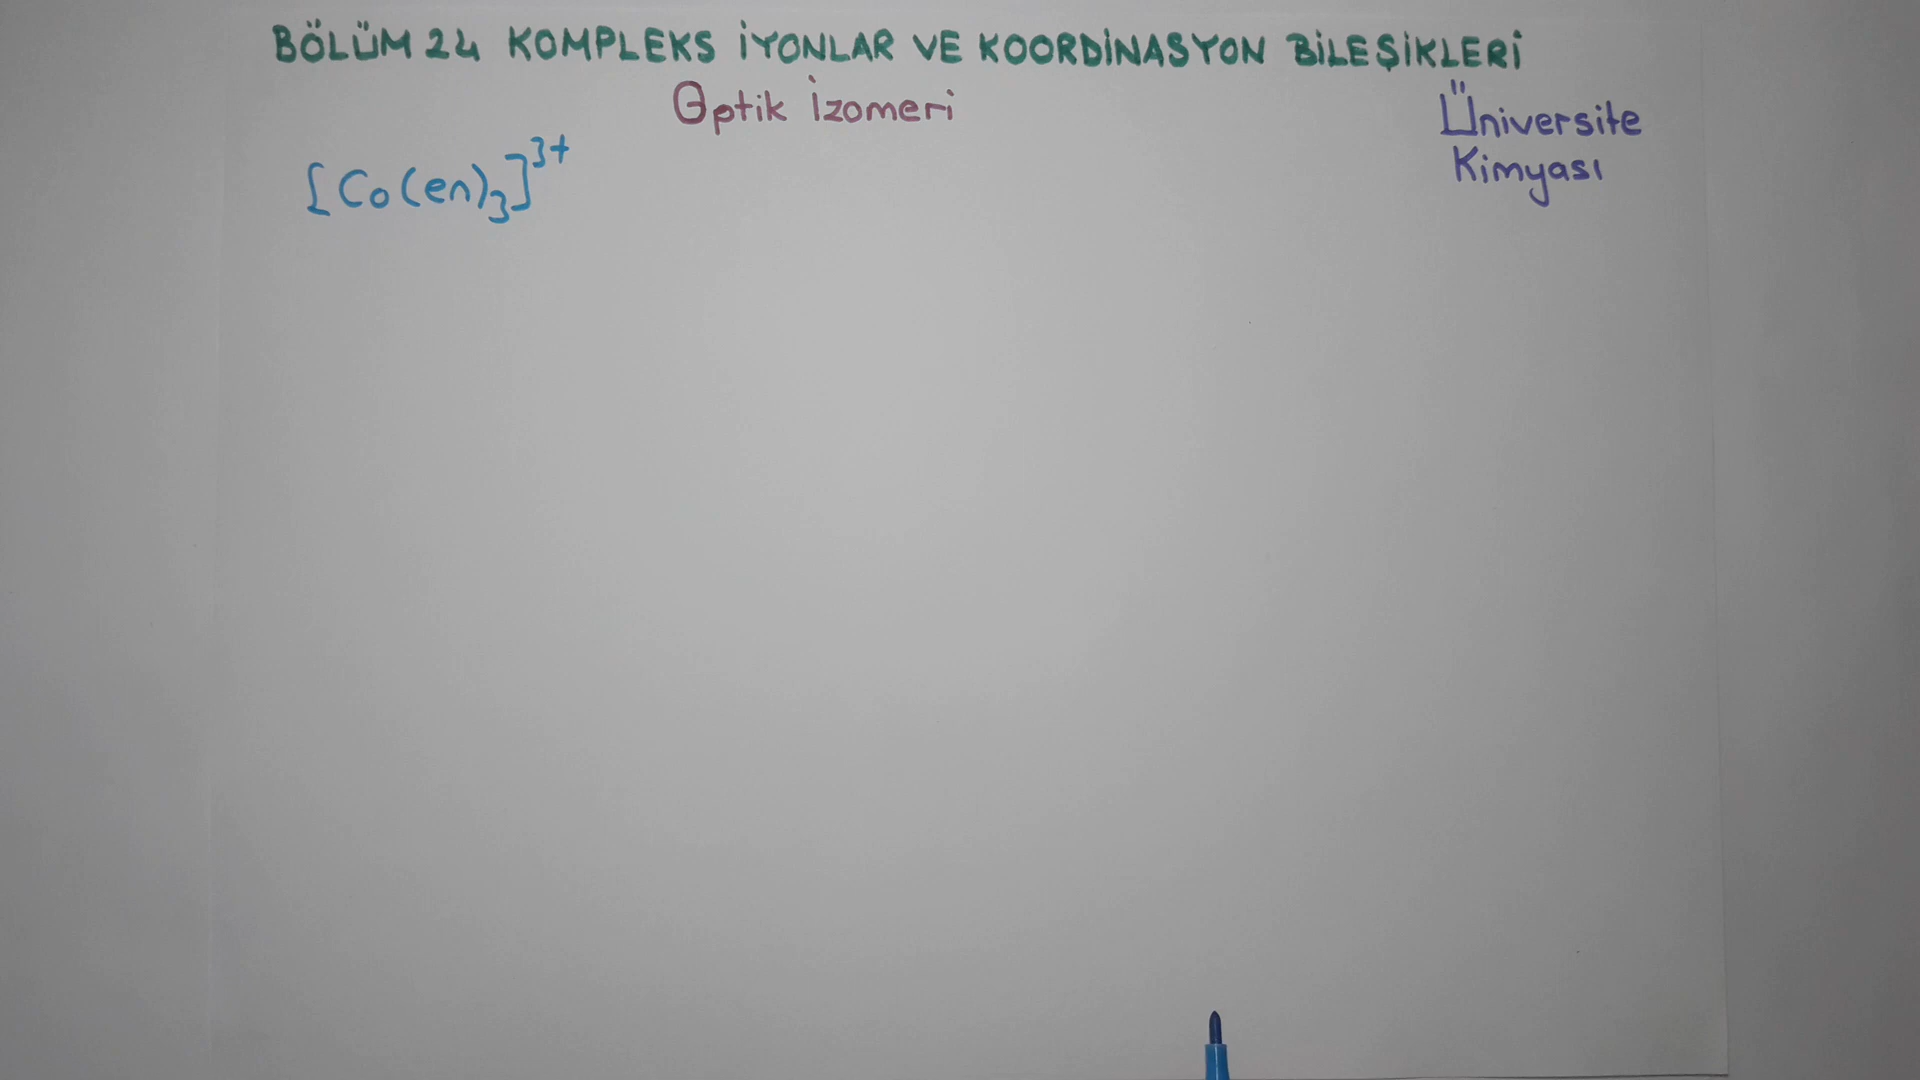 BÖLÜM 24 KOMPLEKS İYONLAR VE KOORDİNASYON BİLEŞİKLERİ
Optik İzomeri
Üniversite
Kimyası
[Co(en)₃]³⁺